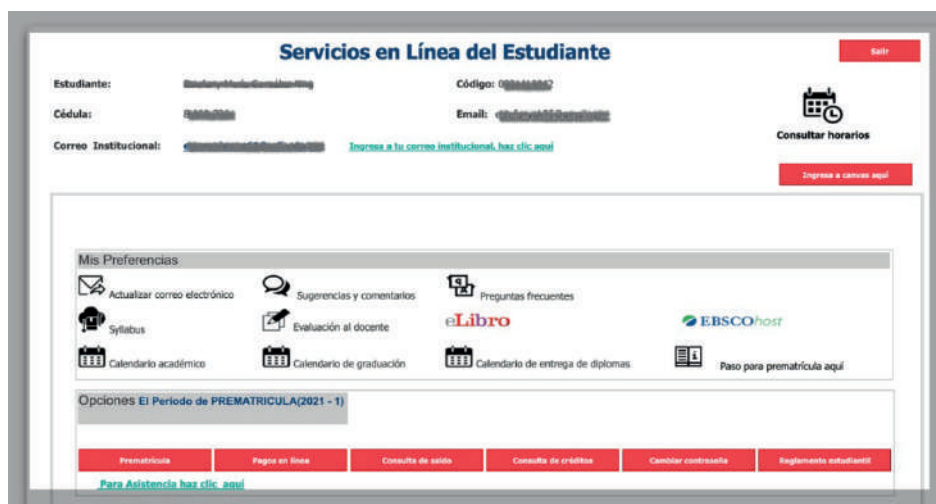 Servicios en Línea del Estudiante
Salir
Estudiante:
Código:
Cédula:
Email:
Consultar horarios
Correo Institucional:
Ingresa a tu correo institucional, haz clic aquí
Ingresa a canvas aquí
Mis Preferencias
Actualizar correo electrónico
Sugerencias y comentarios
Preguntas frecuentes
Syllabus
Evaluación al docente
eLibro
EBSCOhost
Calendario académico
Calendario de graduación
Calendario de entrega de diplomas
Paso para prematrícula aquí
Opciones El Periodo de PREMATRICULA(2021 - 1)
Prematrícula
Pagos en línea
Consulta de saldo
Consulta de créditos
Cambiar contraseña
Reglamento estudiantil
Para Asistencia haz clic aquí